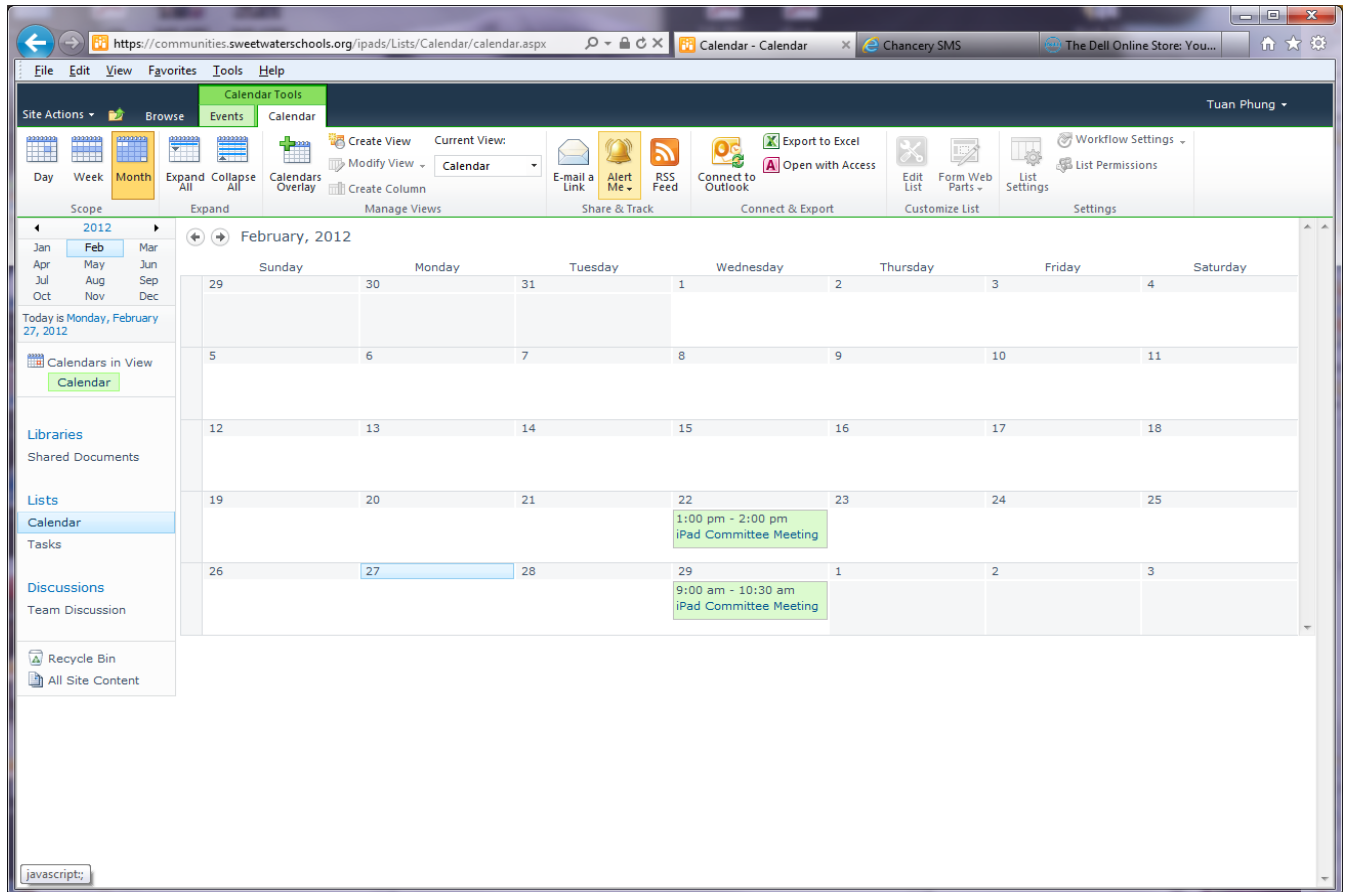 https://communities.sweetwaterschools.org/ipads/Lists/Calendar/calendar.aspx
Calendar - Calendar
Chancery SMS
The Dell Online Store: You...
File Edit View Favorites Tools Help
Calendar Tools
Site Actions Browse Events Calendar
Tuan Phung
Day Week Month
Scope
Expand All
Collapse All
Expand
Calendars Overlay
Create View
Modify View
Create Column
Current View:
Calendar
Manage Views
E-mail a Link
Alert Me
RSS Feed
Share & Track
Connect to Outlook
Export to Excel
Open with Access
Connect & Export
Edit List
Form Web Parts
Customize List
List Settings
Workflow Settings
List Permissions
Settings
2012
Jan Feb Mar
Apr May Jun
Jul Aug Sep
Oct Nov Dec
Today is Monday, February
27, 2012
Calendars in View
Calendar
Libraries
Shared Documents
Lists
Calendar
Tasks
Discussions
Team Discussion
Recycle Bin
All Site Content
February, 2012
Sunday Monday Tuesday Wednesday Thursday Friday Saturday
29 30 31 1 2 3 4
5 6 7 8 9 10 11
12 13 14 15 16 17 18
19 20 21 22 23 24 25
1:00 pm - 2:00 pm
iPad Committee Meeting
26 27 28 29 1 2 3
9:00 am - 10:30 am
iPad Committee Meeting
javascript:;